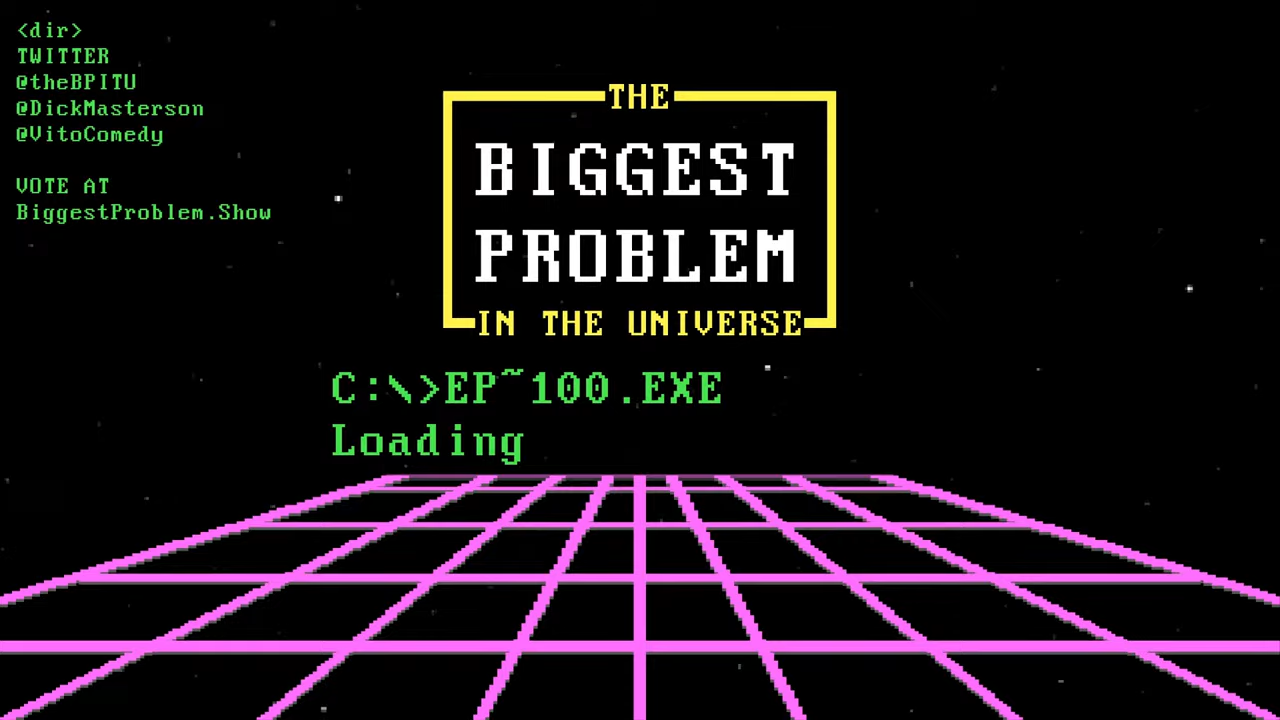 <dir>
TWITTER
@theBPITU
@DickMasterson
@VitoComedy
VOTE AT
BiggestProblem.Show
THE
BIGGEST
PROBLEM
IN THE UNIVERSE
C:\>EP~100.EXE
Loading